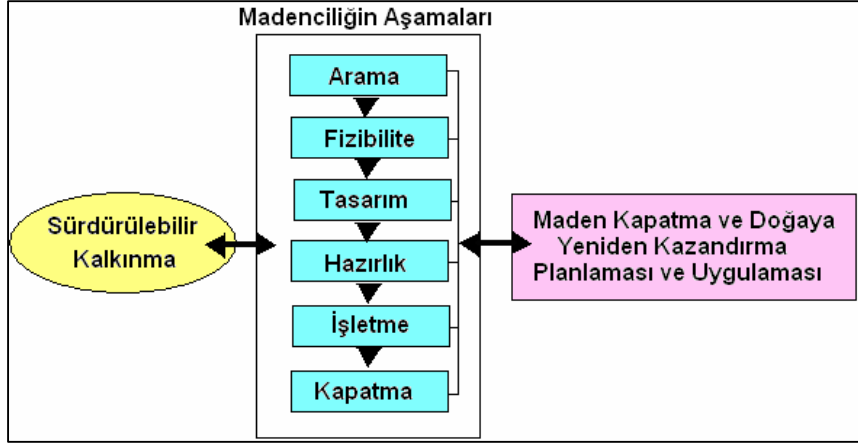 Madenciliğin Aşamaları
Arama
Fizibilite
Tasarım
Hazırlık
İşletme
Kapatma
Sürdürülebilir
Kalkınma
Maden Kapatma ve Doğaya
Yeniden Kazandırma
Planlaması ve Uygulaması